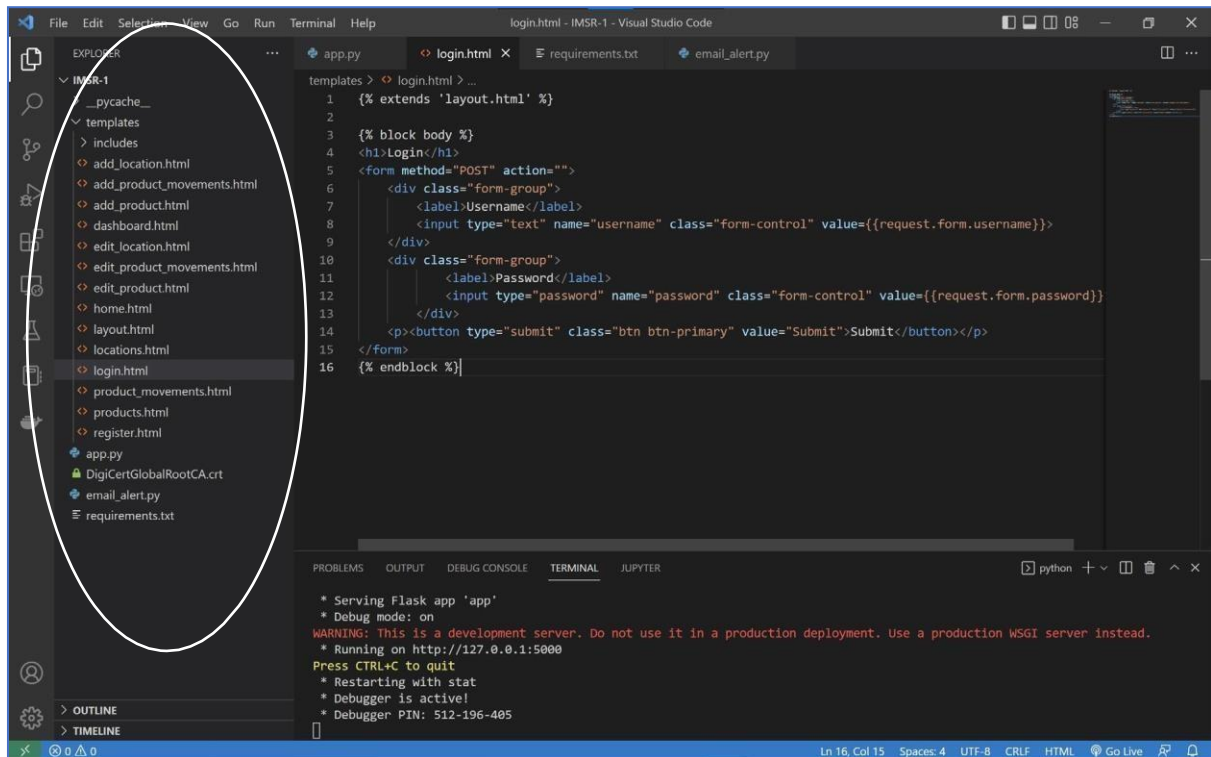 File Edit Selection View Go Run Terminal Help
login.html - IMSR-1 - Visual Studio Code
EXPLORER
IMSR-1
__pycache__
templates
includes
add_location.html
add_product_movements.html
add_product.html
dashboard.html
edit_location.html
edit_product_movements.html
edit_product.html
home.html
layout.html
locations.html
login.html
product_movements.html
products.html
register.html
app.py
DigiCertGlobalRootCA.crt
email_alert.py
requirements.txt
OUTLINE
TIMELINE
app.py login.html requirements.txt email_alert.py
templates > login.html > ...
1 {% extends 'layout.html' %}
2
3 {% block body %}
4 <h1>Login</h1>
5 <form method="POST" action="">
6 <div class="form-group">
7 <label>Username</label>
8 <input type="text" name="username" class="form-control" value={{request.form.username}}>
9 </div>
10 <div class="form-group">
11 <label>Password</label>
12 <input type="password" name="password" class="form-control" value={{request.form.password}}
13 </div>
14 <p><button type="submit" class="btn btn-primary" value="Submit">Submit</button></p>
15 </form>
16 {% endblock %}
PROBLEMS OUTPUT DEBUG CONSOLE TERMINAL JUPYTER
python
* Serving Flask app 'app'
* Debug mode: on
WARNING: This is a development server. Do not use it in a production deployment. Use a production WSGI server instead.
* Running on http://127.0.0.1:5000
Press CTRL+C to quit
* Restarting with stat
* Debugger is active!
* Debugger PIN: 512-196-405
0 0
Ln 16, Col 15 Spaces: 4 UTF-8 CRLF HTML Go Live